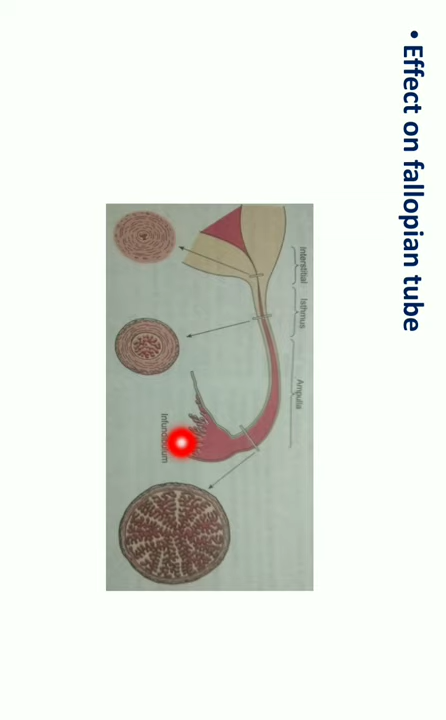 • Effect on fallopian tube
Interstitial
Isthmus
Ampulla
Infundibulum